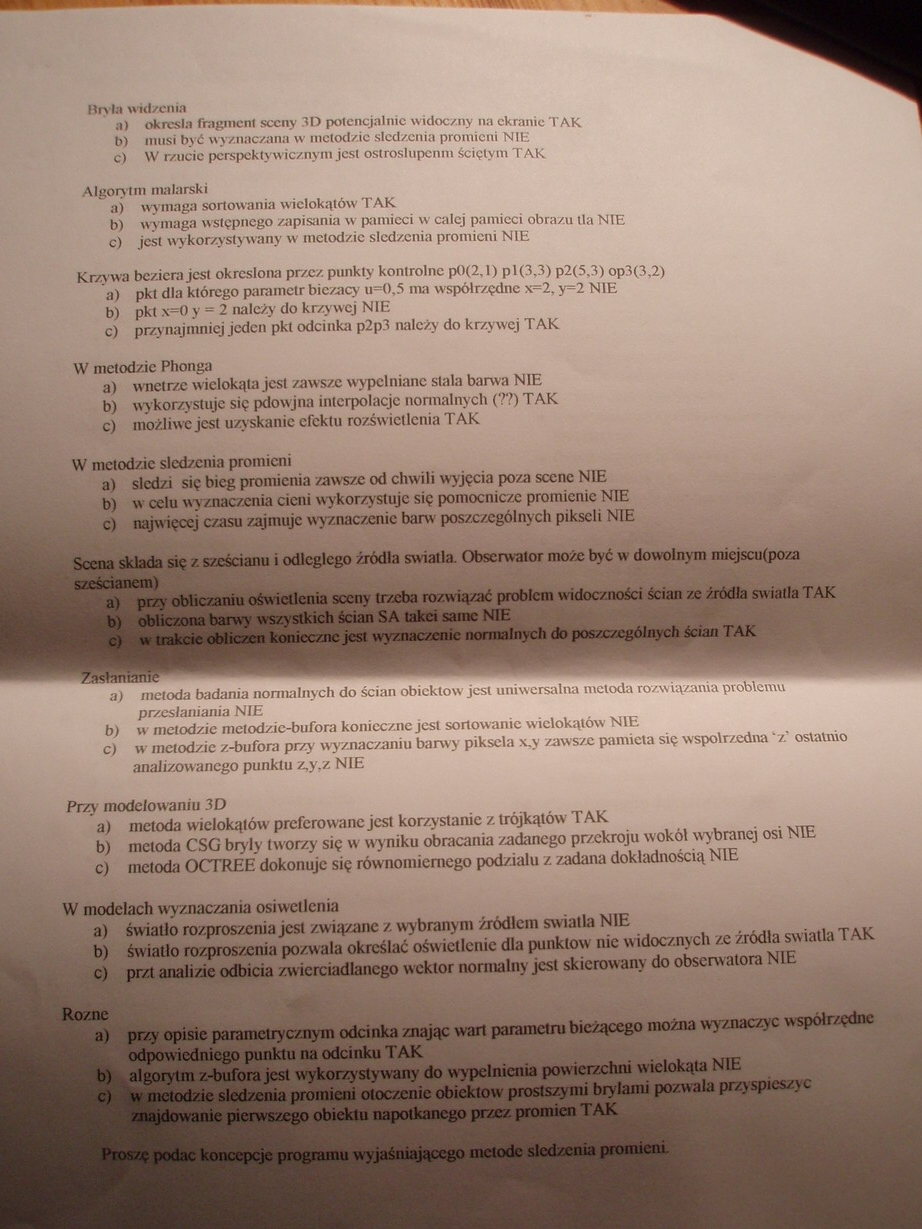 Bryła widzenia
a) okresla fragment sceny 3D potencjalnie widoczny na ekranie TAK
b) musi być wyznaczana w metodzie sledzenia promieni NIE
c) W rzucie perspektywicznym jest ostroslupenm ściętym TAK
Algorytm malarski
a) wymaga sortowania wielokątów TAK
b) wymaga wstępnego zapisania w pamieci w calej pamieci obrazu tla NIE
c) jest wykorzystywany w metodzie sledzenia promieni NIE
Krzywa beziera jest okreslona przez punkty kontrolne p0(2,1) p1(3,3) p2(5,3) op3(3,2)
a) pkt dla którego parametr biezacy u=0,5 ma współrzędne x=2, y=2 NIE
b) pkt x=0 y = 2 należy do krzywej NIE
c) przynajmniej jeden pkt odcinka p2p3 należy do krzywej TAK
W metodzie Phonga
a) wnetrze wielokąta jest zawsze wypelniane stala barwa NIE
b) wykorzystuje się pdowjna interpolacje normalnych (??) TAK
c) możliwe jest uzyskanie efektu rozświetlenia TAK
W metodzie sledzenia promieni
a) sledzi się bieg promienia zawsze od chwili wyjęcia poza scene NIE
b) w celu wyznaczenia cieni wykorzystuje się pomocnicze promienie NIE
c) najwięcej czasu zajmuje wyznaczenie barw poszczególnych pikseli NIE
Scena sklada się z sześcianu i odleglego źródła swiatla. Obserwator może być w dowolnym miejscu(poza
sześcianem)
a) przy obliczaniu oświetlenia sceny trzeba rozwiązać problem widoczności ścian ze źródła swiatla TAK
b) obliczona barwy wszystkich ścian SA takei same NIE
c) w trakcie obliczen konieczne jest wyznaczenie normalnych do poszczególnych ścian TAK
Zasłanianie
a) metoda badania normalnych do ścian obiektow jest uniwersalna metoda rozwiązania problemu
przeslaniania NIE
b) w metodzie metodzie-bufora konieczne jest sortowanie wielokątów NIE
c) w metodzie z-bufora przy wyznaczaniu barwy piksela x,y zawsze pamieta się wspolrzedna 'z' ostatnio
analizowanego punktu z,y,z NIE
Przy modelowaniu 3D
a) metoda wielokątów preferowane jest korzystanie z trójkątów TAK
b) metoda CSG bryly tworzy się w wyniku obracania zadanego przekroju wokół wybranej osi NIE
c) metoda OCTREE dokonuje się równomiernego podzialu z zadana dokladnością NIE
W modelach wyznaczania osiwetlenia
a) światło rozproszenia jest związane z wybranym źródłem swiatla NIE
b) światło rozproszenia pozwala określać oświetlenie dla punktow nie widocznych ze źródła swiatla TAK
c) przt analizie odbicia zwierciadlanego wektor normalny jest skierowany do obserwatora NIE
Rozne
a) przy opisie parametrycznym odcinka znając wart parametru bieżącego można wyznaczyc współrzędne
odpowiedniego punktu na odcinku TAK
b) algorytm z-bufora jest wykorzystywany do wypelnienia powierzchni wielokąta NIE
c) w metodzie sledzenia promieni otoczenie obiektow prostszymi brylami pozwala przyspieszyc
znajdowanie pierwszego obiektu napotkanego przez promien TAK
Proszę podac koncepcje programu wyjaśniającego metode sledzenia promieni.